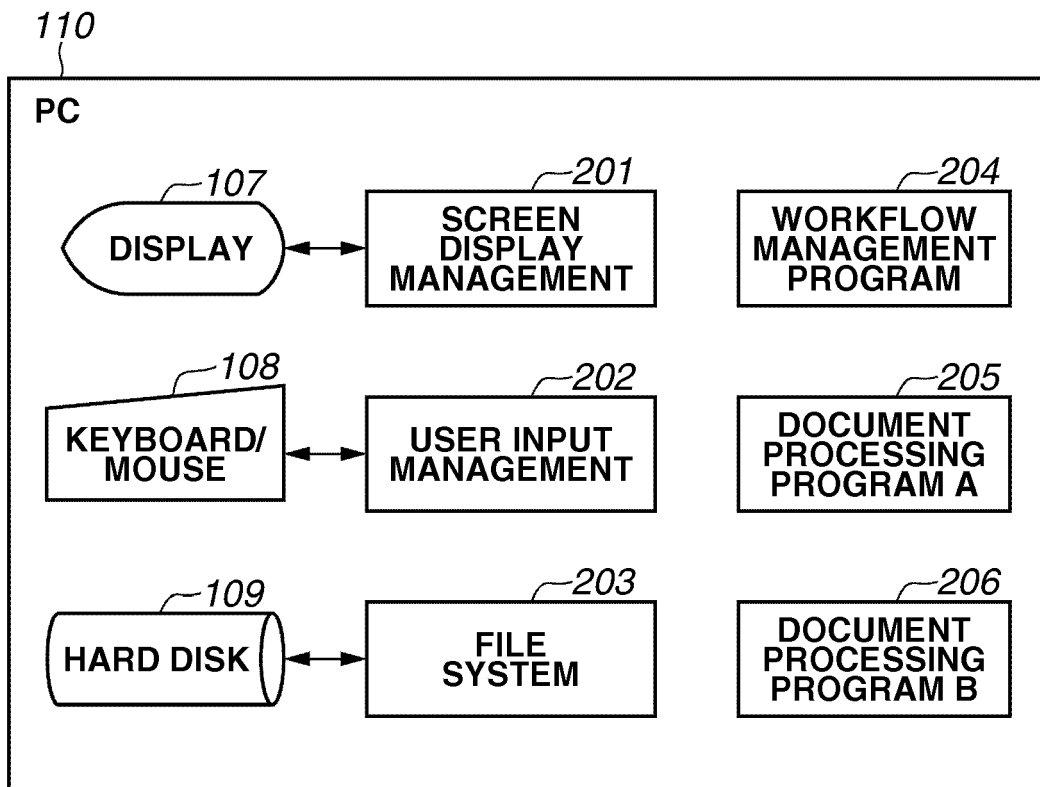 110
PC
107
DISPLAY
201
SCREEN
DISPLAY
MANAGEMENT
204
WORKFLOW
MANAGEMENT
PROGRAM
108
KEYBOARD/
MOUSE
202
USER INPUT
MANAGEMENT
205
DOCUMENT
PROCESSING
PROGRAM A
109
HARD DISK
203
FILE
SYSTEM
206
DOCUMENT
PROCESSING
PROGRAM B